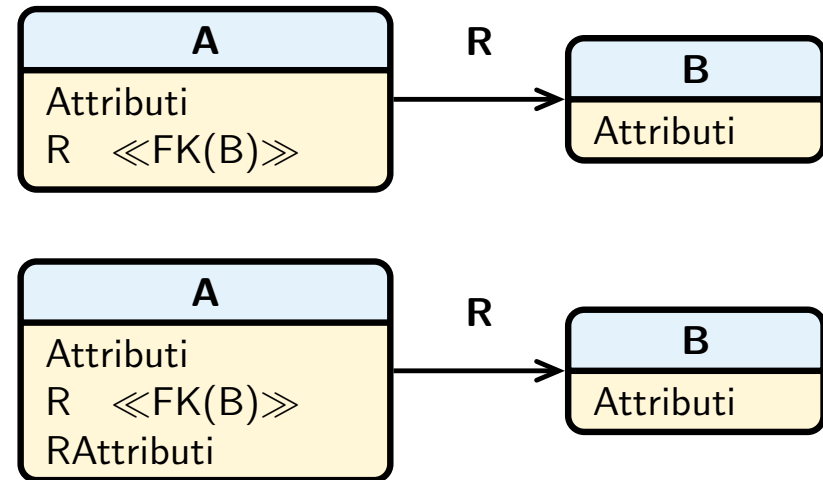 A
R
B
Attributi
R ≪FK(B)≫
Attributi
A
R
B
Attributi
R ≪FK(B)≫
RAttributi
Attributi